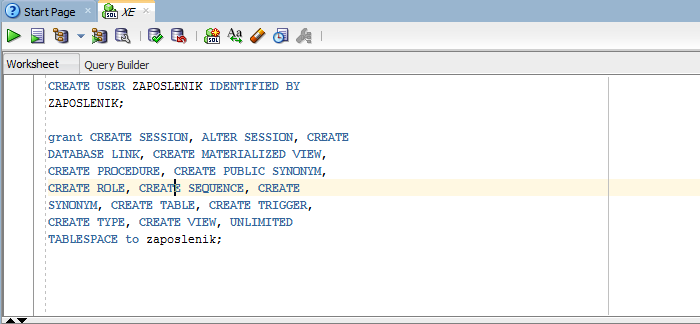 Start Page
XE
Worksheet Query Builder
CREATE USER ZAPOSLENIK IDENTIFIED BY
ZAPOSLENIK;
grant CREATE SESSION, ALTER SESSION, CREATE
DATABASE LINK, CREATE MATERIALIZED VIEW,
CREATE PROCEDURE, CREATE PUBLIC SYNONYM,
CREATE ROLE, CREATE SEQUENCE, CREATE
SYNONYM, CREATE TABLE, CREATE TRIGGER,
CREATE TYPE, CREATE VIEW, UNLIMITED
TABLESPACE to zaposlenik;